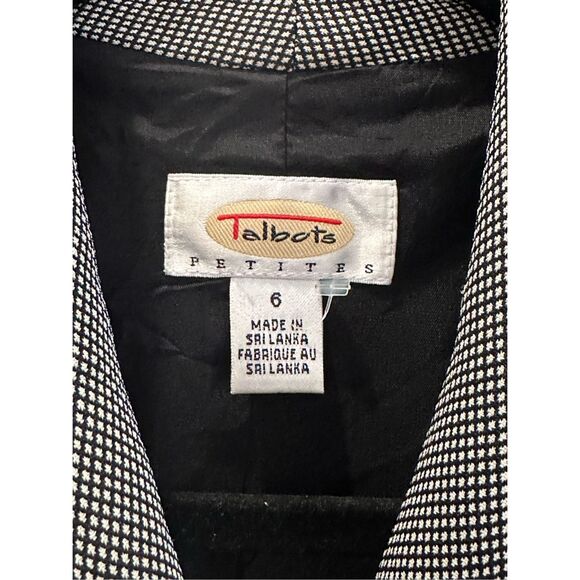 Talbots
PETITES
6
MADE IN
SRI LANKA
FABRIQUE AU
SRI LANKA